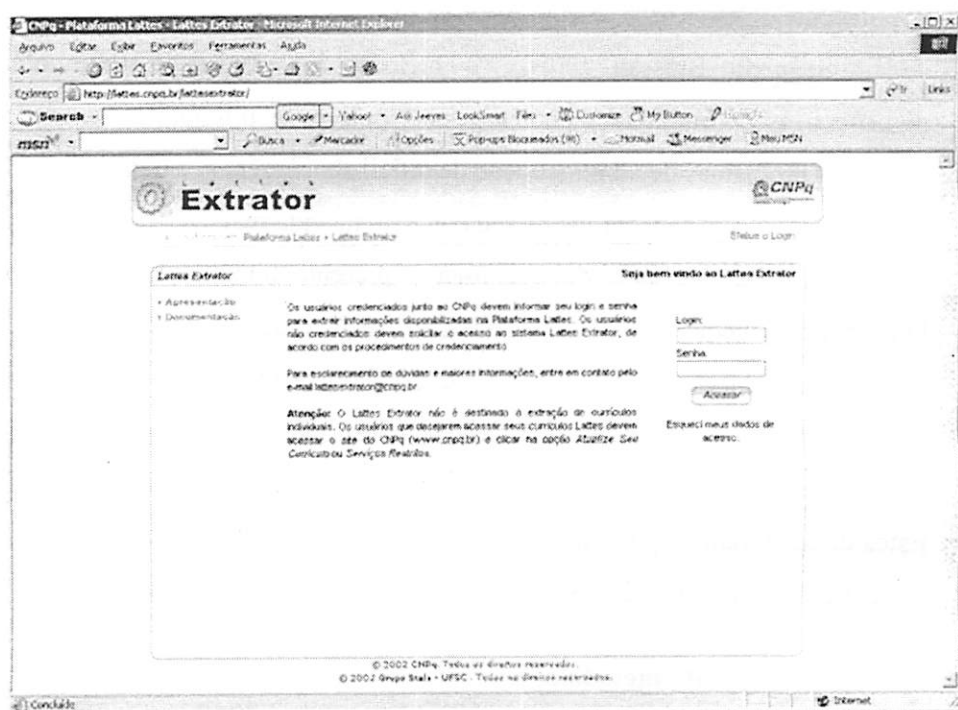 CNPq - Plataforma Lattes - Lattes Extrator - Microsoft Internet Explorer
Arquivo Editar Exibir Favoritos Ferramentas Ajuda
Endereço http://lattes.cnpq.br/lattesextrator/ Ir Links
Search Google Yahoo! Ask Jeeves LookSmart Files Customize My Button
msn Busca Marcador Opções Pop-ups Bloqueados Hotmail Messenger Meu MSN
Extrator CNPq
Plataforma Lattes Lattes Extrator Efetue o Login
Lattes Extrator Seja bem vindo ao Lattes Extrator
Apresentação
Documentação
Os usuários credenciados junto ao CNPq devem informar seu login e senha
para extrair informações disponibilizadas na Plataforma Lattes. Os usuários
não credenciados devem solicitar o acesso ao sistema Lattes Extrator, de
acordo com os procedimentos de credenciamento.
Para esclarecimento de dúvidas e maiores informações, entre em contato pelo
e-mail lattesextrator@cnpq.br
Atenção: O Lattes Extrator não é destinado à extração de currículos
individuais. Os usuários que desejarem acessar seus currículos Lattes devem
acessar o site do CNPq (www.cnpq.br) e clicar na opção Atualize Seu
Currículo ou Serviços Restritos.
Login:
Senha:
Acessar
Esqueci meus dados de
acesso.
© 2002 CNPq. Todos os direitos reservados.
© 2002 Grupo Stela - UFSC - Todos os direitos reservados.
Concluído Internet